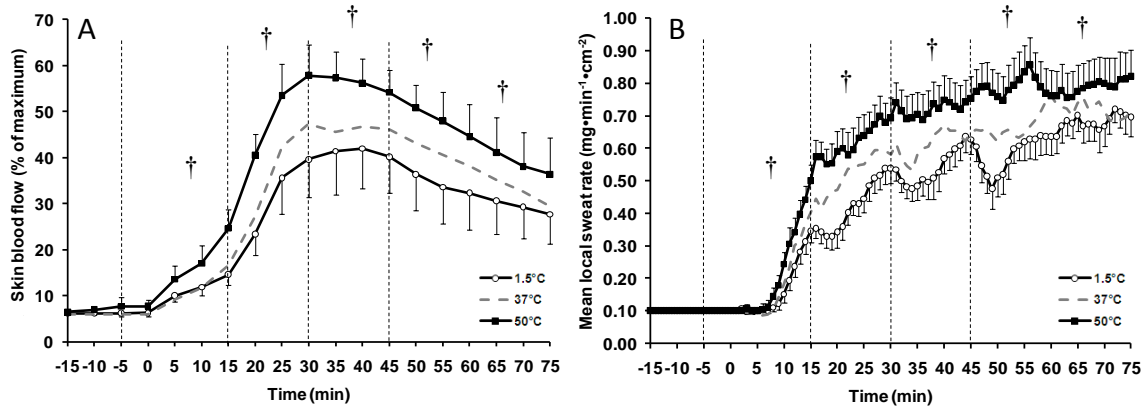 A
Skin blood flow (% of maximum)
70
60
50
40
30
20
10
0
† † † † †
1.5°C
37°C
50°C
-15 -10 -5 0 5 10 15 20 25 30 35 40 45 50 55 60 65 70 75
Time (min)
B
Mean local sweat rate (mg•min⁻¹•cm⁻²)
1.00
0.90
0.80
0.70
0.60
0.50
0.40
0.30
0.20
0.10
0.00
† † † † †
1.5°C
37°C
50°C
-15 -10 -5 0 5 10 15 20 25 30 35 40 45 50 55 60 65 70 75
Time (min)